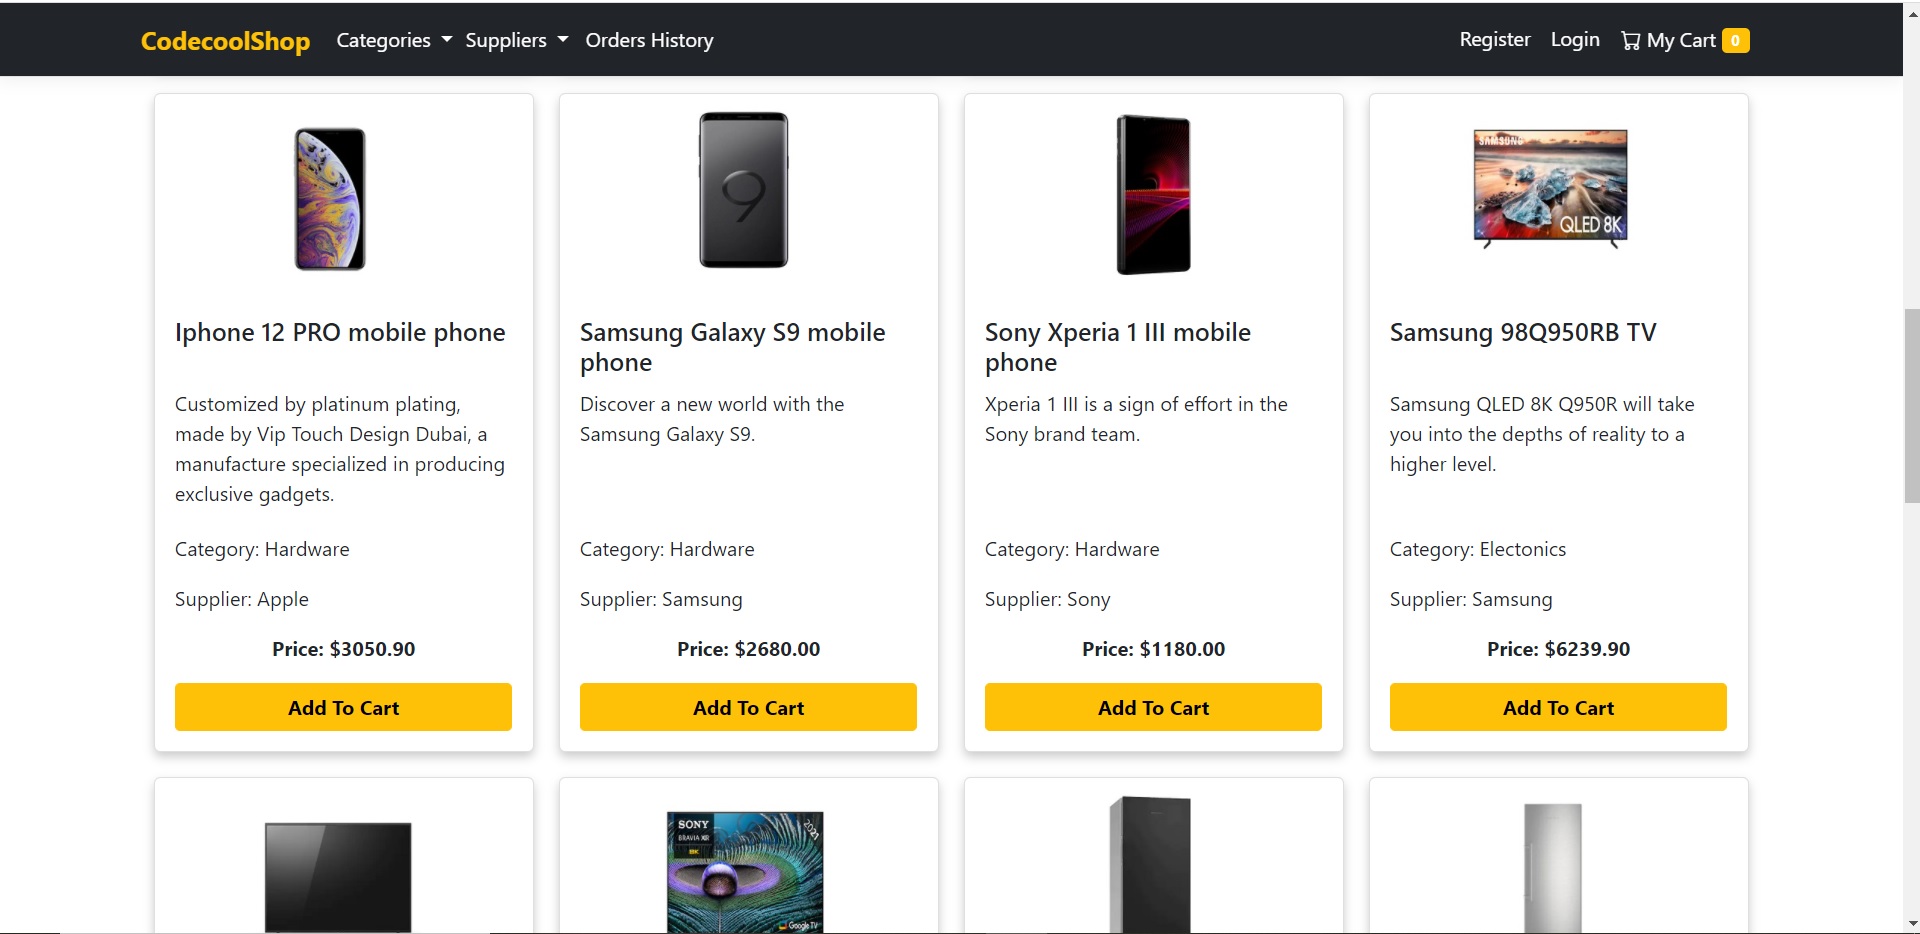 CodecoolShop Categories Suppliers Orders History Register Login My Cart 0
9
SAMSUNG
QLED 8K
Iphone 12 PRO mobile phone
Customized by platinum plating,
made by Vip Touch Design Dubai, a
manufacture specialized in producing
exclusive gadgets.
Category: Hardware
Supplier: Apple
Price: $3050.90
Add To Cart
Samsung Galaxy S9 mobile
phone
Discover a new world with the
Samsung Galaxy S9.
Category: Hardware
Supplier: Samsung
Price: $2680.00
Add To Cart
Sony Xperia 1 III mobile
phone
Xperia 1 III is a sign of effort in the
Sony brand team.
Category: Hardware
Supplier: Sony
Price: $1180.00
Add To Cart
Samsung 98Q950RB TV
Samsung QLED 8K Q950R will take
you into the depths of reality to a
higher level.
Category: Electonics
Supplier: Samsung
Price: $6239.90
Add To Cart
SONY
BRAVIA XR
8K
2021
Google TV